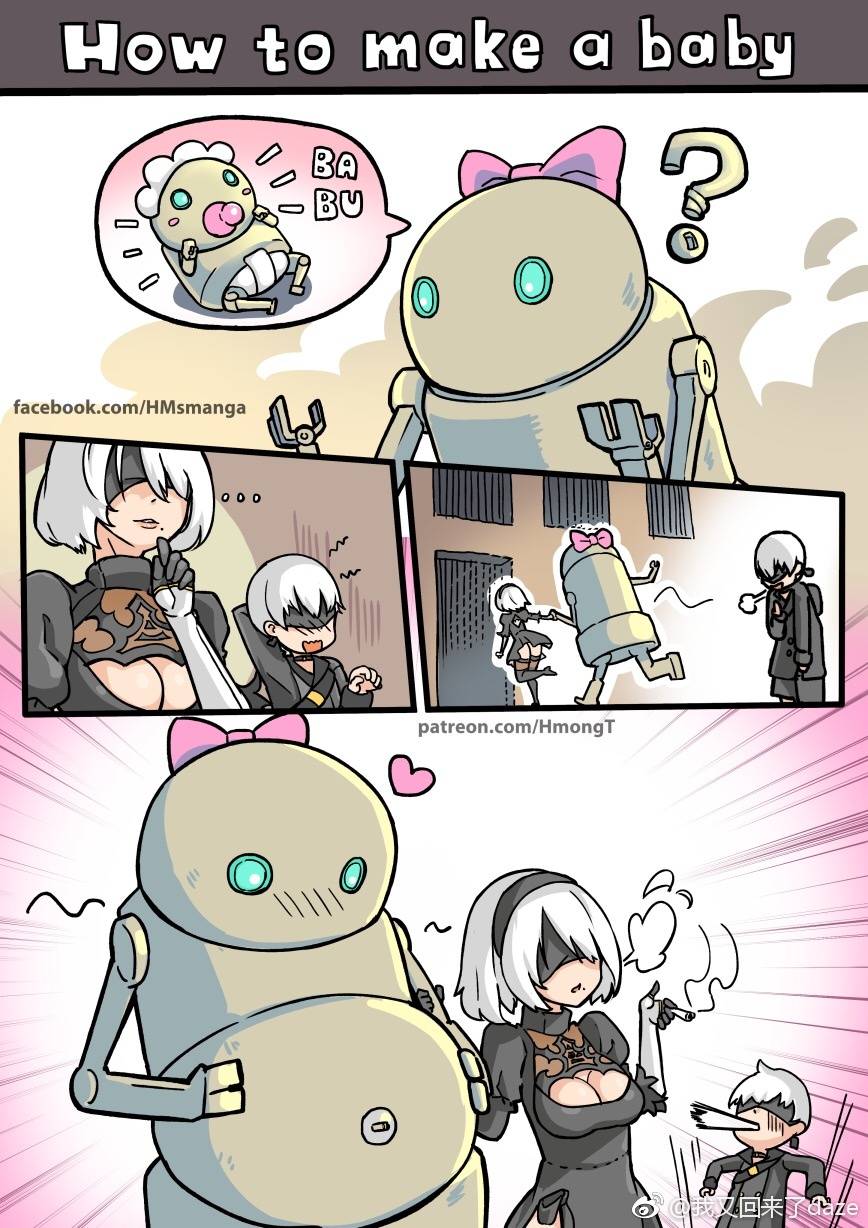 How to make a baby
BA
BU
?
facebook.com/HMsmanga
...
patreon.com/HmongT
@我又回来了daze